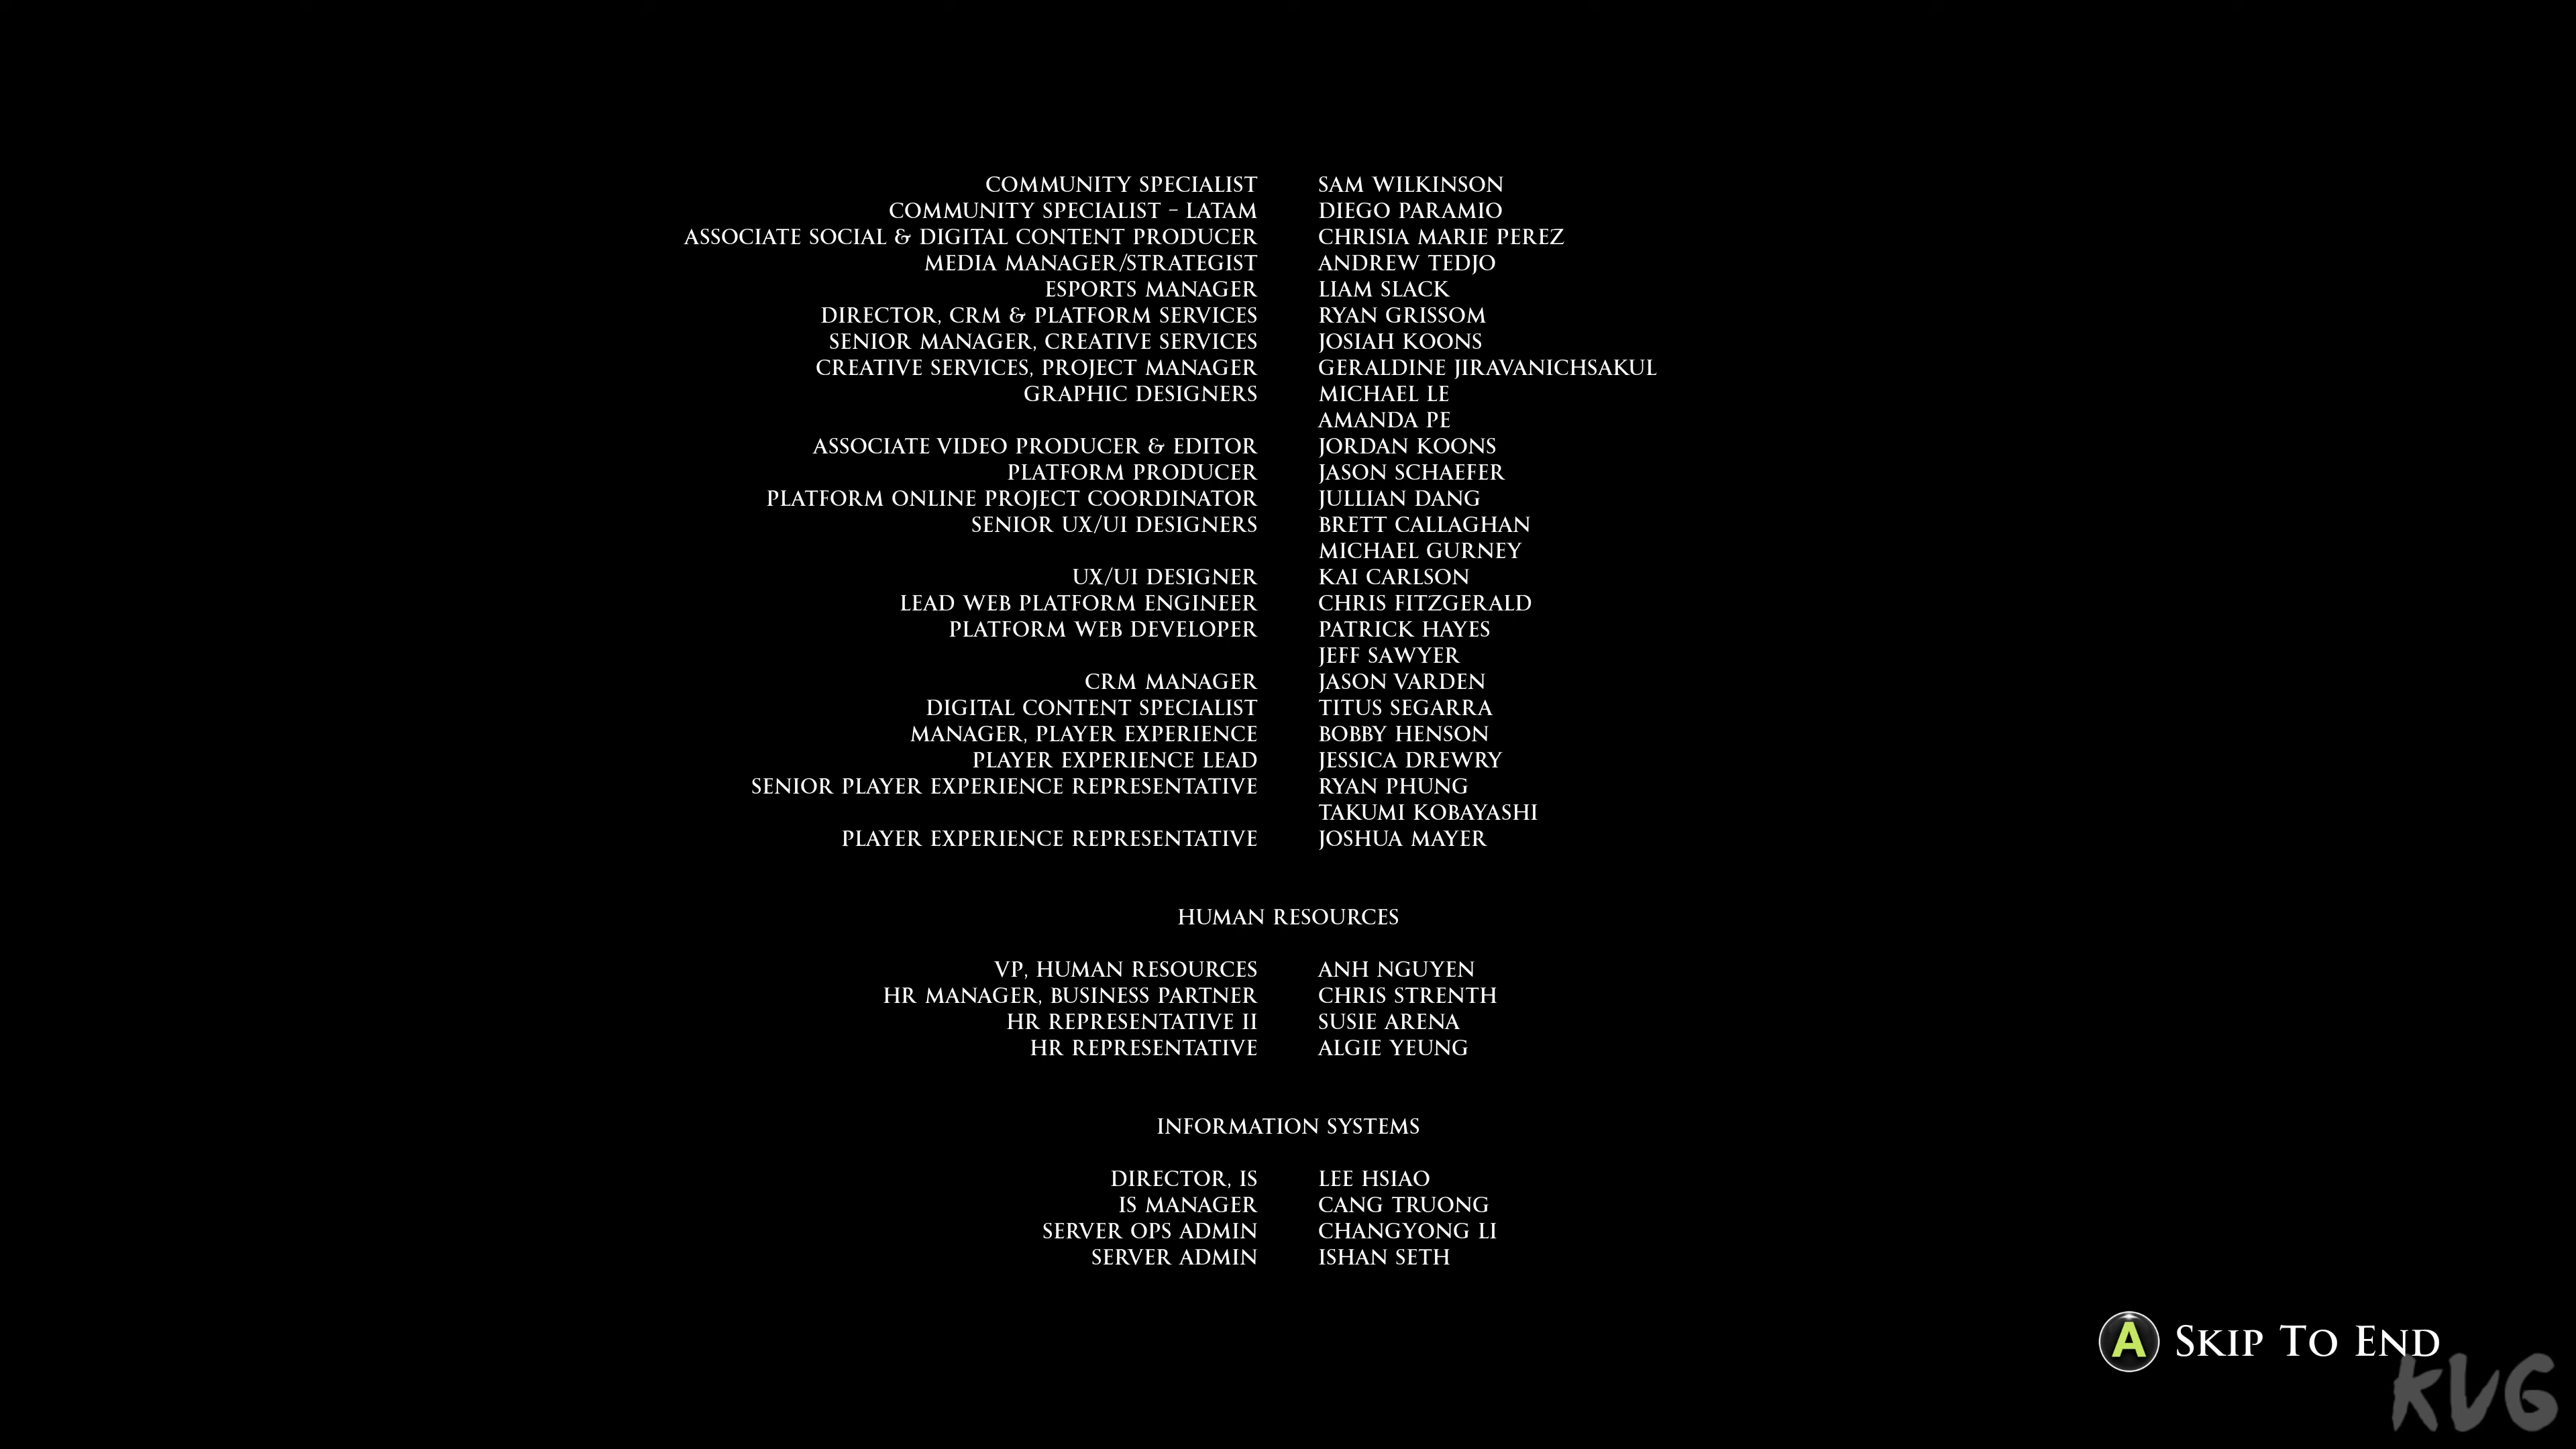 COMMUNITY SPECIALIST SAM WILKINSON
COMMUNITY SPECIALIST - LATAM DIEGO PARAMIO
ASSOCIATE SOCIAL & DIGITAL CONTENT PRODUCER CHRISIA MARIE PEREZ
MEDIA MANAGER/STRATEGIST ANDREW TEDJO
ESPORTS MANAGER LIAM SLACK
DIRECTOR, CRM & PLATFORM SERVICES RYAN GRISSOM
SENIOR MANAGER, CREATIVE SERVICES JOSIAH KOONS
CREATIVE SERVICES, PROJECT MANAGER GERALDINE JIRAVANICHSAKUL
GRAPHIC DESIGNERS MICHAEL LE
AMANDA PE
ASSOCIATE VIDEO PRODUCER & EDITOR JORDAN KOONS
PLATFORM PRODUCER JASON SCHAEFER
PLATFORM ONLINE PROJECT COORDINATOR JULLIAN DANG
SENIOR UX/UI DESIGNERS BRETT CALLAGHAN
MICHAEL GURNEY
UX/UI DESIGNER KAI CARLSON
LEAD WEB PLATFORM ENGINEER CHRIS FITZGERALD
PLATFORM WEB DEVELOPER PATRICK HAYES
JEFF SAWYER
CRM MANAGER JASON VARDEN
DIGITAL CONTENT SPECIALIST TITUS SEGARRA
MANAGER, PLAYER EXPERIENCE BOBBY HENSON
PLAYER EXPERIENCE LEAD JESSICA DREWRY
SENIOR PLAYER EXPERIENCE REPRESENTATIVE RYAN PHUNG
TAKUMI KOBAYASHI
PLAYER EXPERIENCE REPRESENTATIVE JOSHUA MAYER
HUMAN RESOURCES
VP, HUMAN RESOURCES ANH NGUYEN
HR MANAGER, BUSINESS PARTNER CHRIS STRENTH
HR REPRESENTATIVE II SUSIE ARENA
HR REPRESENTATIVE ALGIE YEUNG
INFORMATION SYSTEMS
DIRECTOR, IS LEE HSIAO
IS MANAGER CANG TRUONG
SERVER OPS ADMIN CHANGYONG LI
SERVER ADMIN ISHAN SETH
A SKIP TO END
KVG